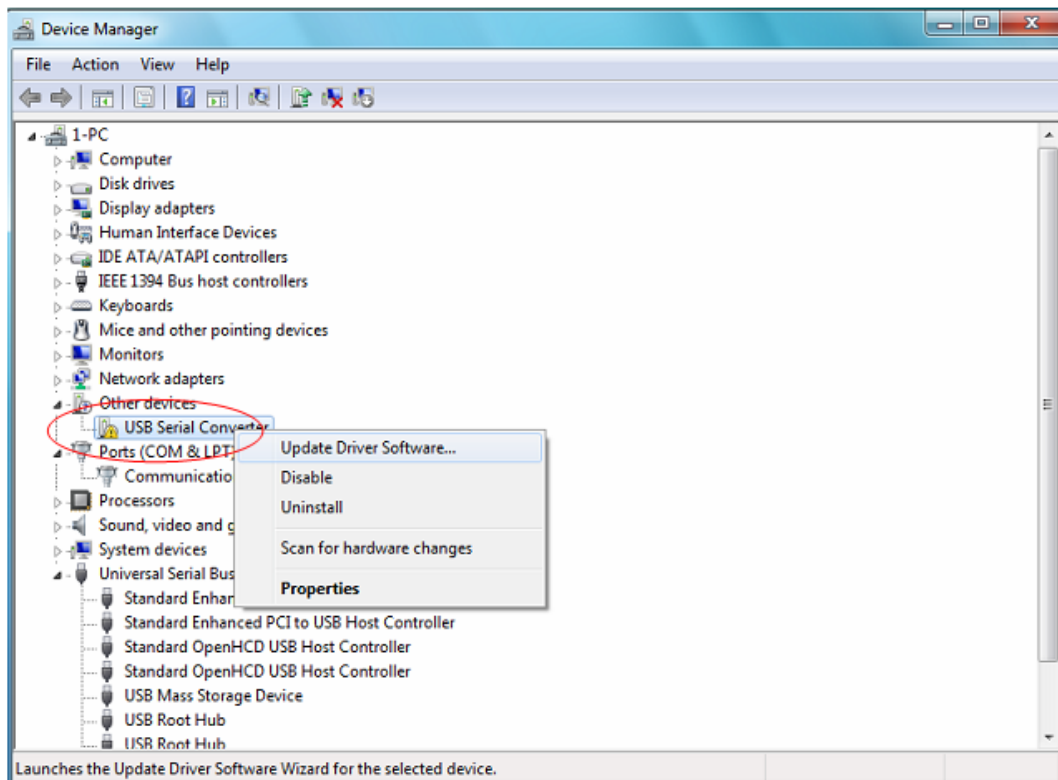 Device Manager
File Action View Help
1-PC
Computer
Disk drives
Display adapters
Human Interface Devices
IDE ATA/ATAPI controllers
IEEE 1394 Bus host controllers
Keyboards
Mice and other pointing devices
Monitors
Network adapters
Other devices
USB Serial Converter
Ports (COM & LPT)
Communicatio
Processors
Sound, video and g
System devices
Universal Serial Bus
Standard Enhan
Standard Enhanced PCI to USB Host Controller
Standard OpenHCD USB Host Controller
Standard OpenHCD USB Host Controller
USB Mass Storage Device
USB Root Hub
USB Root Hub
Update Driver Software...
Disable
Uninstall
Scan for hardware changes
Properties
Launches the Update Driver Software Wizard for the selected device.